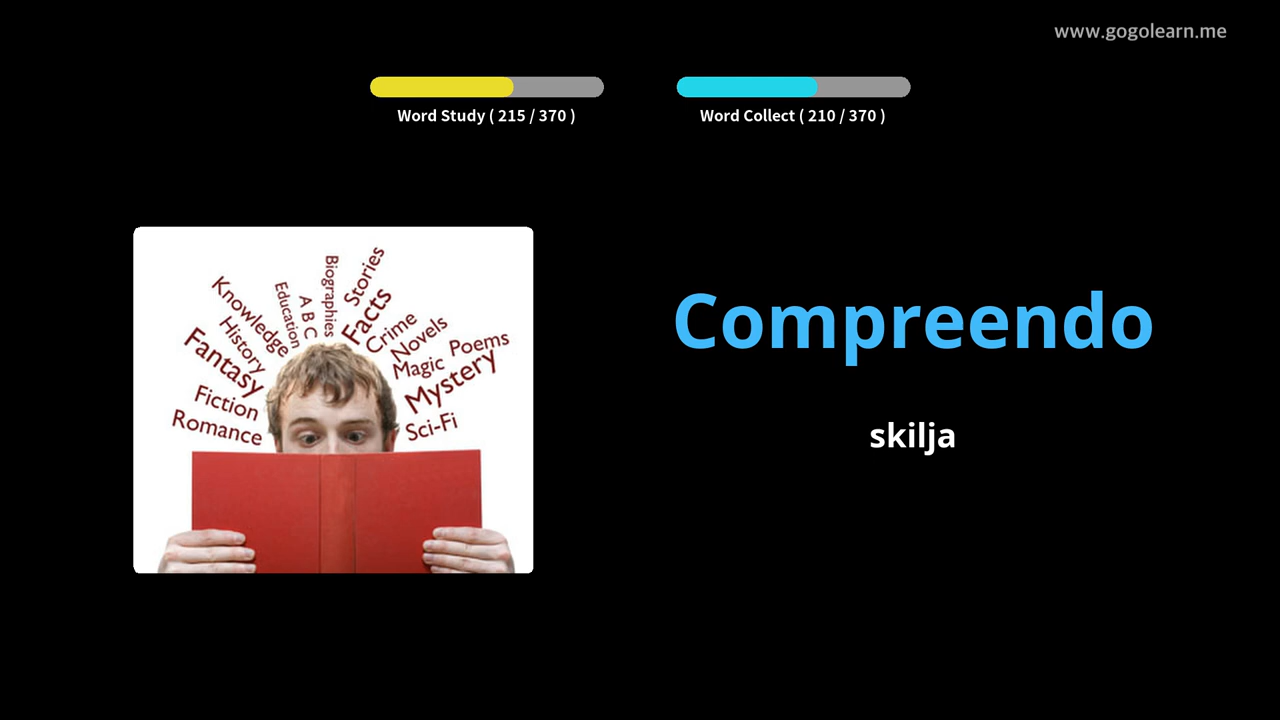 www.gogolearn.me
Word Study ( 215 / 370 )
Word Collect ( 210 / 370 )
Compreendo
skilja
Biographies
Stories
Education
A B C
Facts
Knowledge
Crime
History
Novels
Poems
Fantasy
Magic
Mystery
Fiction
Romance
Sci-Fi